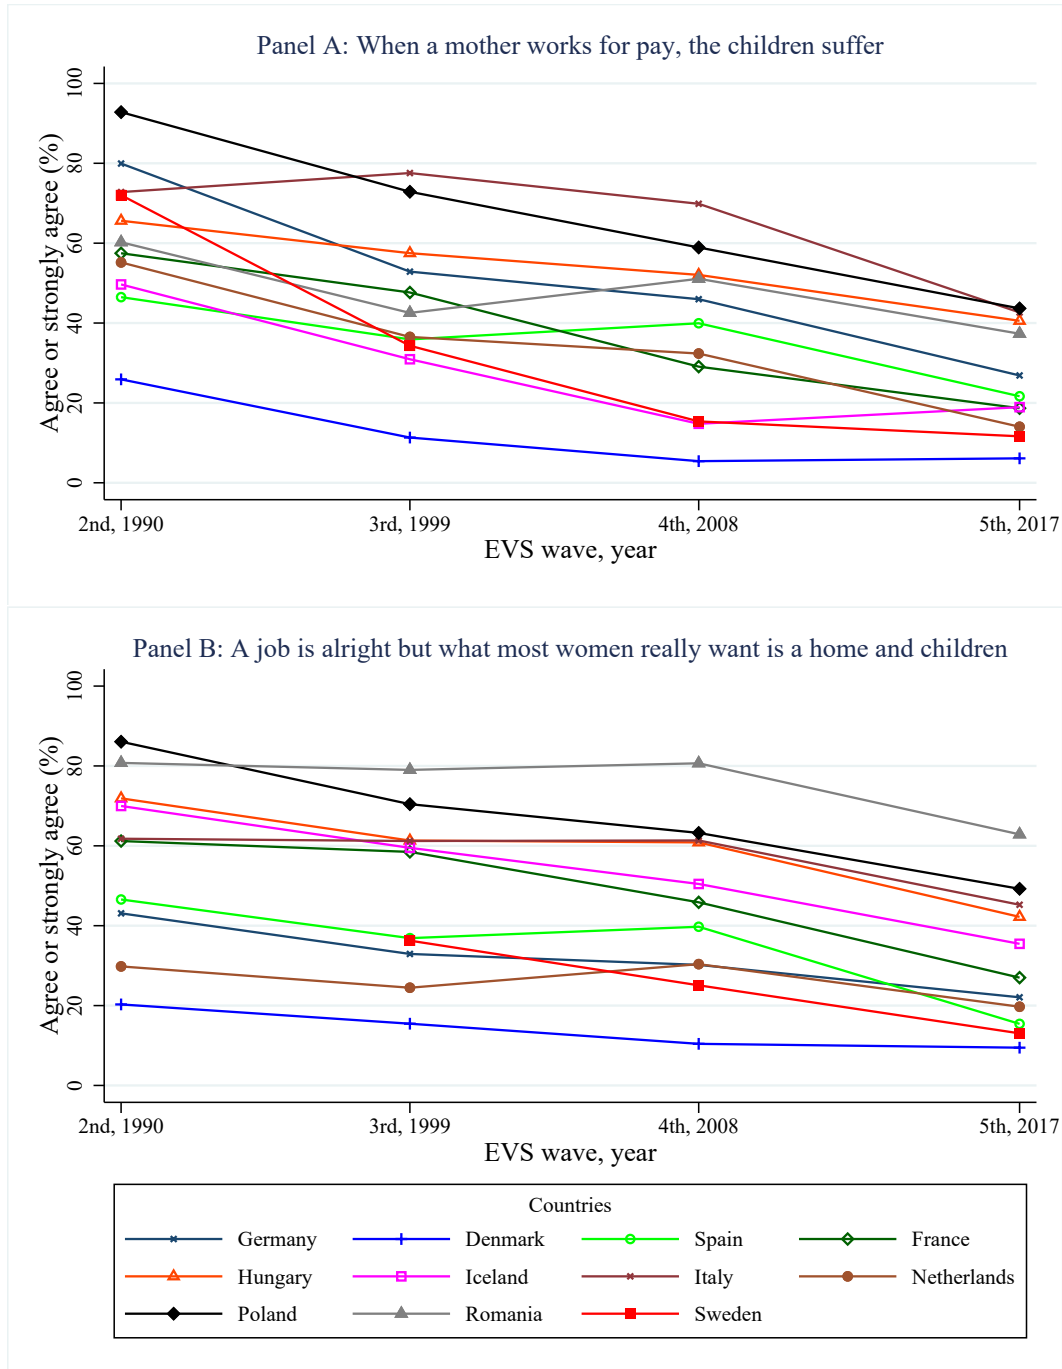 Panel A: When a mother works for pay, the children suffer
Agree or strongly agree (%)
100
80
60
40
20
0
2nd, 1990 3rd, 1999 4th, 2008 5th, 2017
EVS wave, year
Panel B: A job is alright but what most women really want is a home and children
Agree or strongly agree (%)
100
80
60
40
20
0
2nd, 1990 3rd, 1999 4th, 2008 5th, 2017
EVS wave, year
Countries
Germany Denmark Spain France
Hungary Iceland Italy Netherlands
Poland Romania Sweden